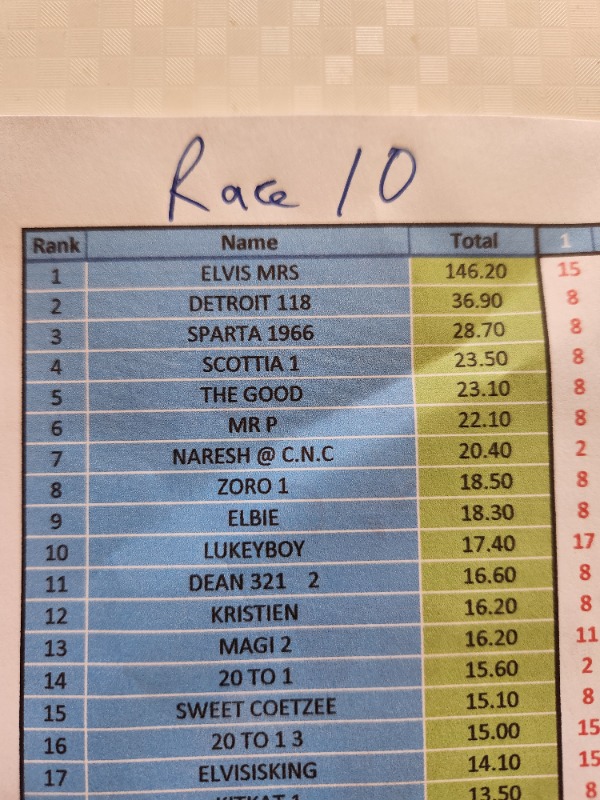 Race 10
Rank Name Total 1
1 ELVIS MRS 146.20 15
2 DETROIT 118 36.90 8
3 SPARTA 1966 28.70 8
4 SCOTTIA 1 23.50 8
5 THE GOOD 23.10 8
6 MR P 22.10 8
7 NARESH @ C.N.C 20.40 2
8 ZORO 1 18.50 8
9 ELBIE 18.30 8
10 LUKEYBOY 17.40 17
11 DEAN 321 2 16.60 8
12 KRISTIEN 16.20 8
13 MAGI 2 16.20 11
14 20 TO 1 15.60 2
15 SWEET COETZEE 15.10 8
16 20 TO 1 3 15.00 15
17 ELVISISKING 14.10 15
KITKAT 1 13.50 8